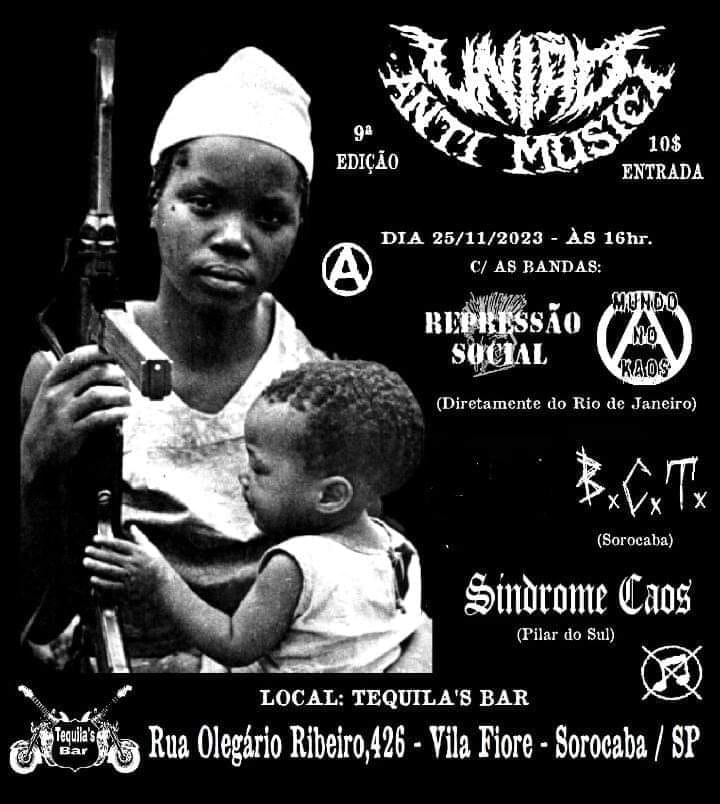 UNIÃO
ANTI MUSICA
9ª
EDIÇÃO
10$
ENTRADA
DIA 25/11/2023 - ÀS 16hr.
C/ AS BANDAS:
REPRESSÃO
SOCIAL
MUNDO
NO
KAOS
(Diretamente do Rio de Janeiro)
B.x C.x T.x
(Sorocaba)
Síndrome Caos
(Pilar do Sul)
LOCAL: TEQUILA'S BAR
Tequila's
Bar
Rua Olegário Ribeiro,426 - Vila Fiore - Sorocaba / SP